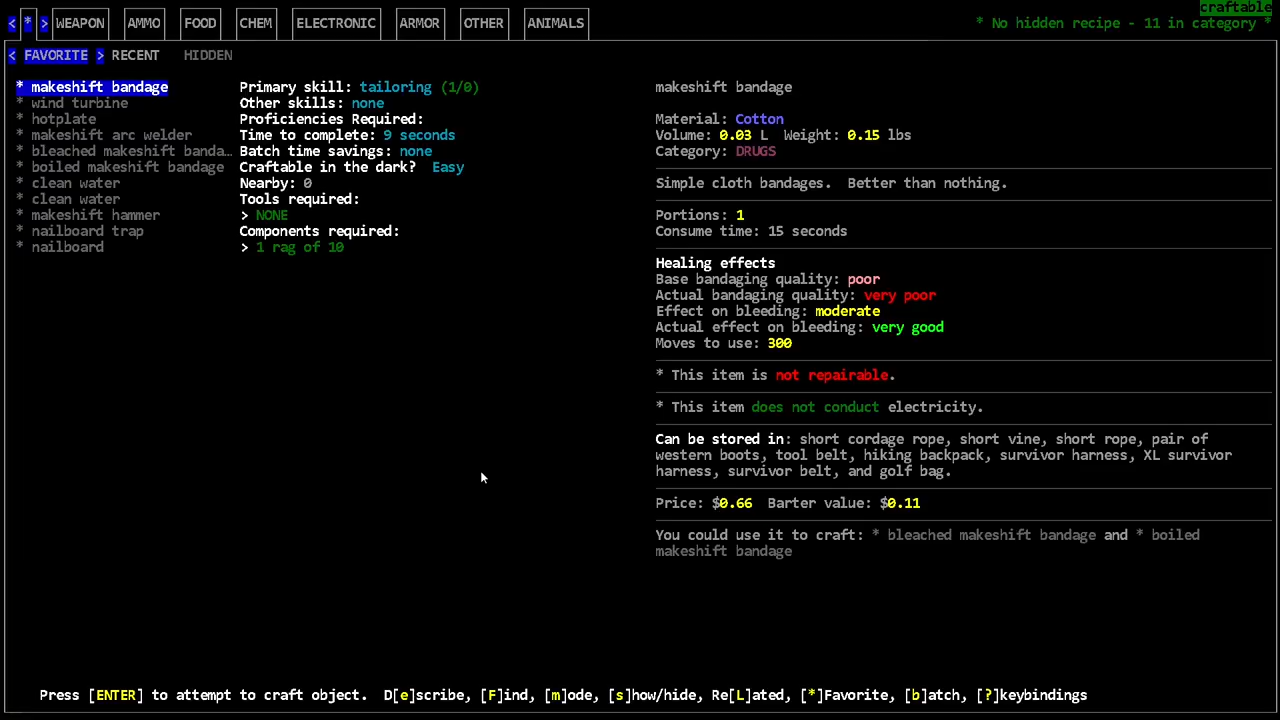 craftable
< * > WEAPON AMMO FOOD CHEM ELECTRONIC ARMOR OTHER ANIMALS * No hidden recipe - 11 in category *
< FAVORITE > RECENT HIDDEN
* makeshift bandage
* wind turbine
* hotplate
* makeshift arc welder
* bleached makeshift banda…
* boiled makeshift bandage
* clean water
* clean water
* makeshift hammer
* nailboard trap
* nailboard
Primary skill: tailoring (1/0)
Other skills: none
Proficiencies Required:
Time to complete: 9 seconds
Batch time savings: none
Craftable in the dark? Easy
Nearby: 0
Tools required:
> NONE
Components required:
> 1 rag of 10
makeshift bandage
Material: Cotton
Volume: 0.03 L Weight: 0.15 lbs
Category: DRUGS
Simple cloth bandages. Better than nothing.
Portions: 1
Consume time: 15 seconds
Healing effects
Base bandaging quality: poor
Actual bandaging quality: very poor
Effect on bleeding: moderate
Actual effect on bleeding: very good
Moves to use: 300
* This item is not repairable.
* This item does not conduct electricity.
Can be stored in: short cordage rope, short vine, short rope, pair of
western boots, tool belt, hiking backpack, survivor harness, XL survivor
harness, survivor belt, and golf bag.
Price: $0.66 Barter value: $0.11
You could use it to craft: * bleached makeshift bandage and * boiled
makeshift bandage
Press [ENTER] to attempt to craft object. D[e]scribe, [F]ind, [m]ode, [s]how/hide, Re[L]ated, [*]Favorite, [b]atch, [?]keybindings